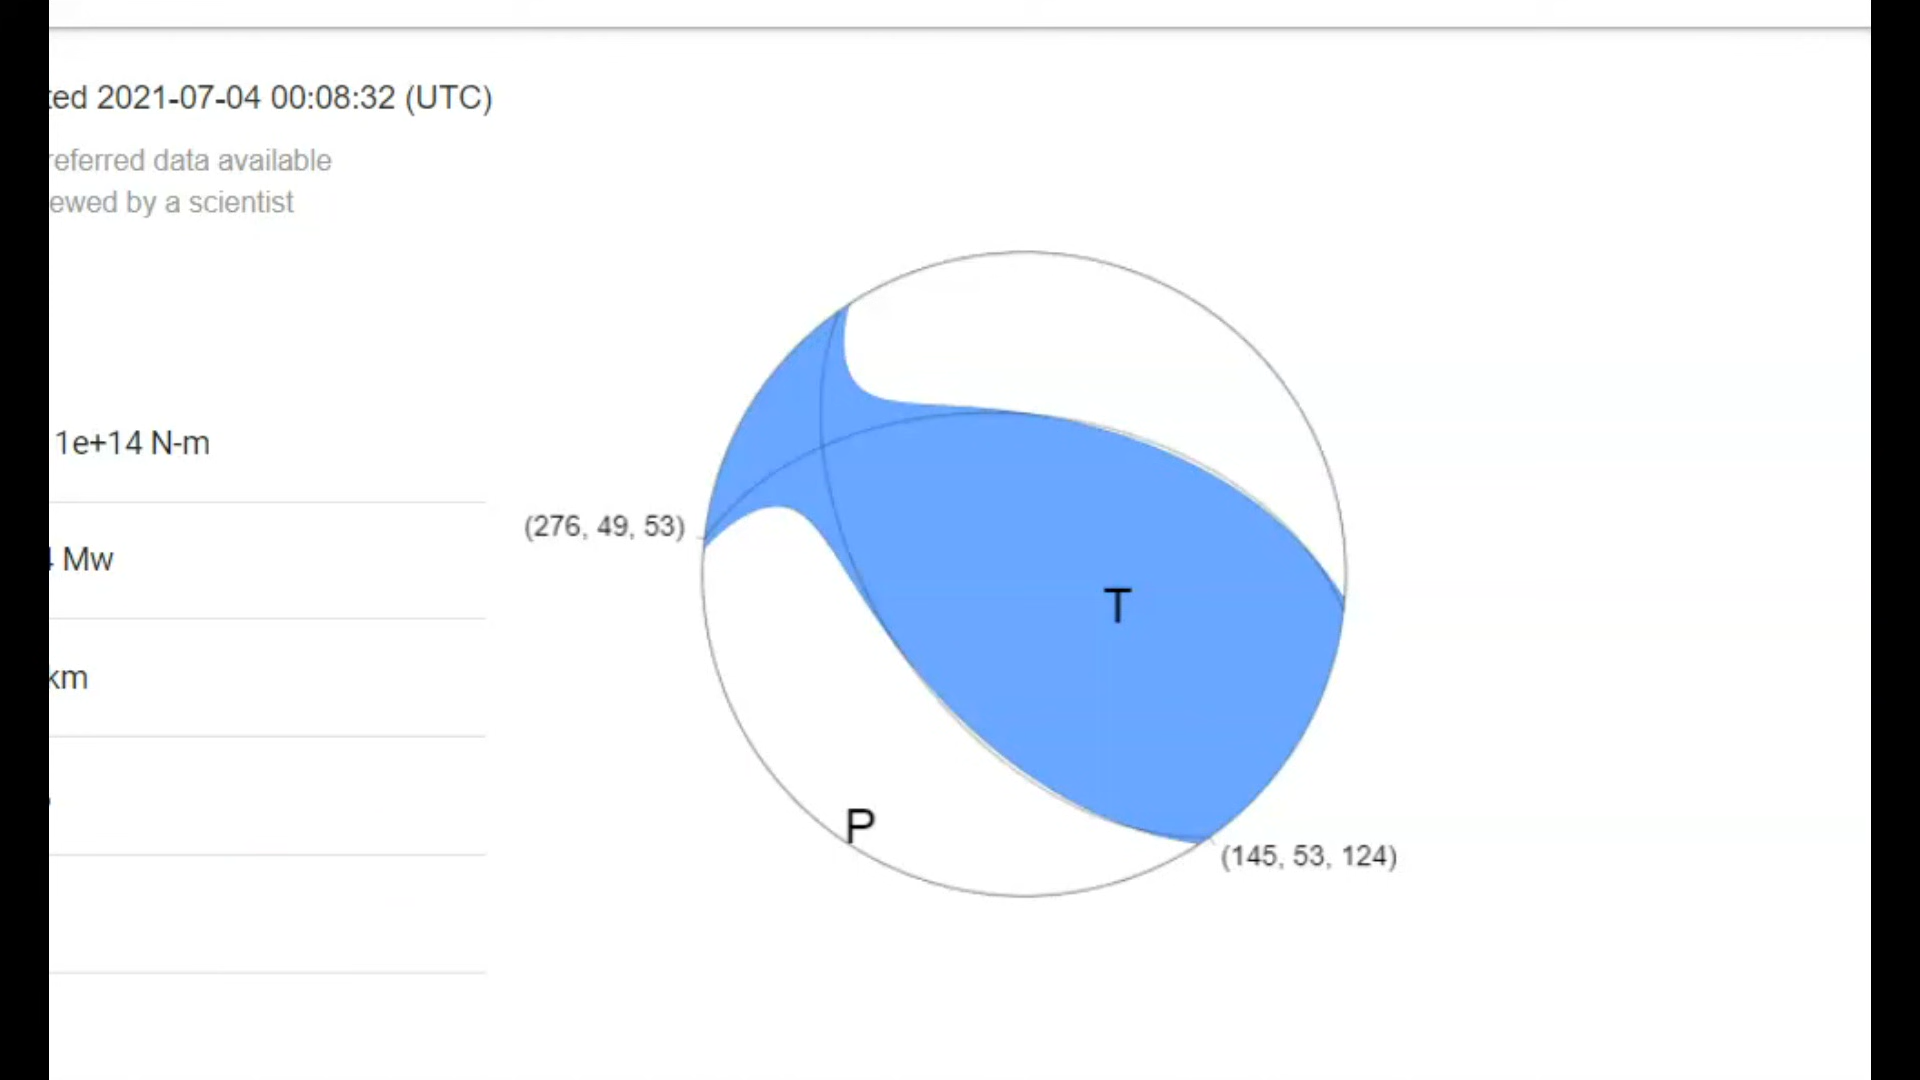 ted 2021-07-04 00:08:32 (UTC)
referred data available
ewed by a scientist
1e+14 N-m
(276, 49, 53)
Mw
T
km
P
(145, 53, 124)